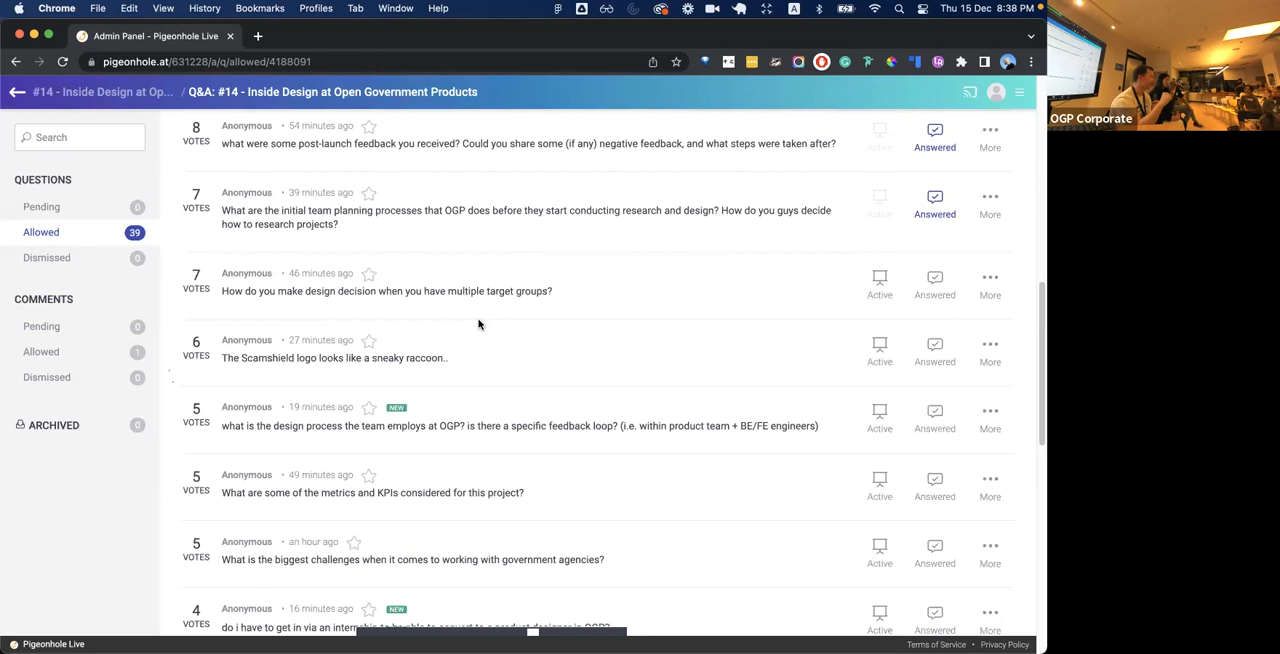 Chrome File Edit View History Bookmarks Profiles Tab Window Help Thu 15 Dec 8:38 PM
Admin Panel - Pigeonhole Live
pigeonhole.at/631228/a/q/allowed/4188091
#14 - Inside Design at Op... / Q&A: #14 - Inside Design at Open Government Products
OGP Corporate
Search
QUESTIONS
Pending 0
Allowed 39
Dismissed 0
COMMENTS
Pending 0
Allowed 1
Dismissed 0
ARCHIVED 0
8 VOTES
Anonymous • 54 minutes ago
what were some post-launch feedback you received? Could you share some (if any) negative feedback, and what steps were taken after?
Active Answered More
7 VOTES
Anonymous • 39 minutes ago
What are the initial team planning processes that OGP does before they start conducting research and design? How do you guys decide
how to research projects?
Active Answered More
7 VOTES
Anonymous • 46 minutes ago
How do you make design decision when you have multiple target groups?
Active Answered More
6 VOTES
Anonymous • 27 minutes ago
The Scamshield logo looks like a sneaky raccoon..
Active Answered More
5 VOTES
Anonymous • 19 minutes ago NEW
what is the design process the team employs at OGP? is there a specific feedback loop? (i.e. within product team + BE/FE engineers)
Active Answered More
5 VOTES
Anonymous • 49 minutes ago
What are some of the metrics and KPIs considered for this project?
Active Answered More
5 VOTES
Anonymous • an hour ago
What is the biggest challenges when it comes to working with government agencies?
Active Answered More
4 VOTES
Anonymous • 16 minutes ago NEW
do i have to get in via an internship to be able to convert to a product designer in OGP?
Active Answered More
Pigeonhole Live
Terms of Service • Privacy Policy